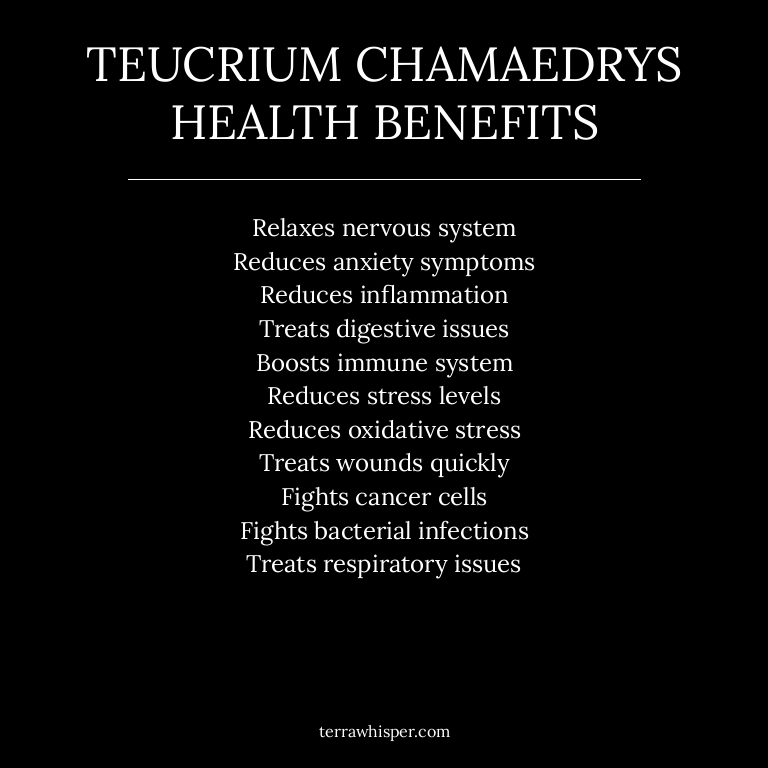 TEUCRIUM CHAMAEDRYS
HEALTH BENEFITS
Relaxes nervous system
Reduces anxiety symptoms
Reduces inflammation
Treats digestive issues
Boosts immune system
Reduces stress levels
Reduces oxidative stress
Treats wounds quickly
Fights cancer cells
Fights bacterial infections
Treats respiratory issues
terrawhisper.com